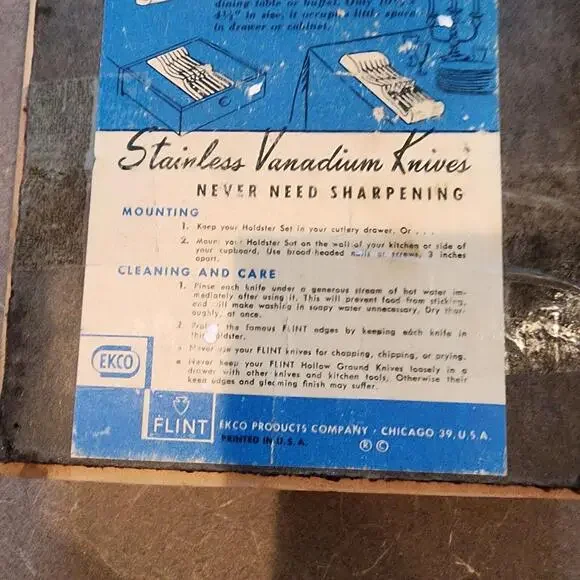 dining table or buffet. Only 10
4½" in size, it occupies little space
in drawer or cabinet.
Stainless Vanadium Knives
NEVER NEED SHARPENING
MOUNTING
1. Keep your Holdster Set in your cutlery drawer. Or . . .
2. Mount your Holdster Set on the wall of your kitchen or side of
your cupboard. Use broad-headed nails or screws, 3 inches
apart.
CLEANING AND CARE
1. Rinse each knife under a generous stream of hot water im-
mediately after using it. This will prevent food from sticking,
and will make washing in soapy water unnecessary. Dry thor-
oughly, at once.
2. the famous FLINT edges by keeping each knife in
Holdster.
• Never use your FLINT knives for chopping, chipping, or prying.
• Never keep your FLINT Hollow Ground Knives loosely in a
drawer with other knives and kitchen tools. Otherwise their
keen edges and gleaming finish may suffer.
EKCO
FLINT
EKCO PRODUCTS COMPANY · CHICAGO 39, U.S.A.
PRINTED IN U.S.A. ® ©